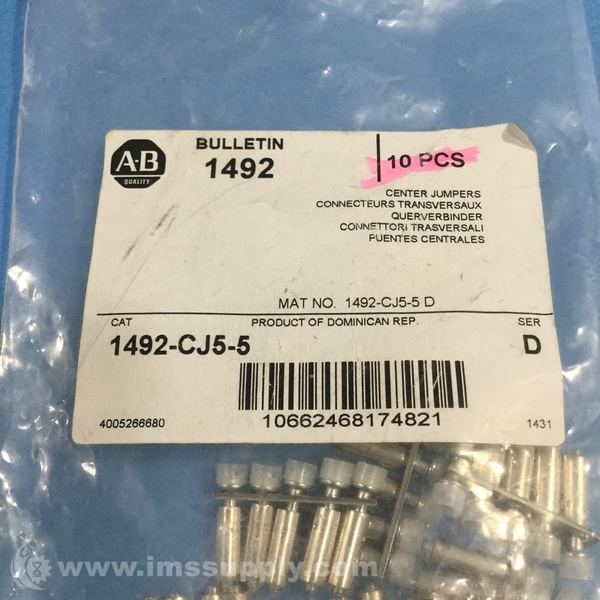 A·B
QUALITY
BULLETIN
1492
10 PCS
CENTER JUMPERS
CONNECTEURS TRANSVERSAUX
QUERVERBINDER
CONNETTORI TRASVERSALI
PUENTES CENTRALES
MAT NO. 1492-CJ5-5 D
CAT
PRODUCT OF DOMINICAN REP.
SER
1492-CJ5-5
D
10662468174821
4005266680
1431
© www.imssupply.com